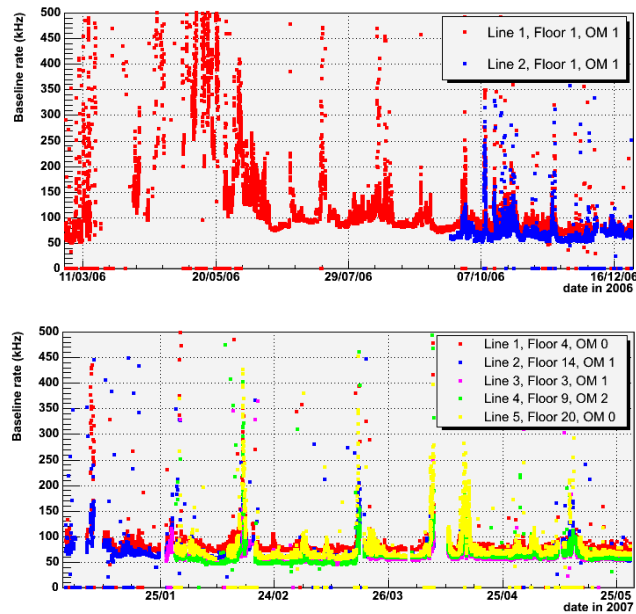 Baseline rate (kHz)
500
450
400
350
300
250
200
150
100
50
0
Line 1, Floor 1, OM 1
Line 2, Floor 1, OM 1
11/03/06 20/05/06 29/07/06 07/10/06 16/12/06
date in 2006
Baseline rate (kHz)
500
450
400
350
300
250
200
150
100
50
0
Line 1, Floor 4, OM 0
Line 2, Floor 14, OM 1
Line 3, Floor 3, OM 1
Line 4, Floor 9, OM 2
Line 5, Floor 20, OM 0
25/01 24/02 26/03 25/04 25/05
date in 2007